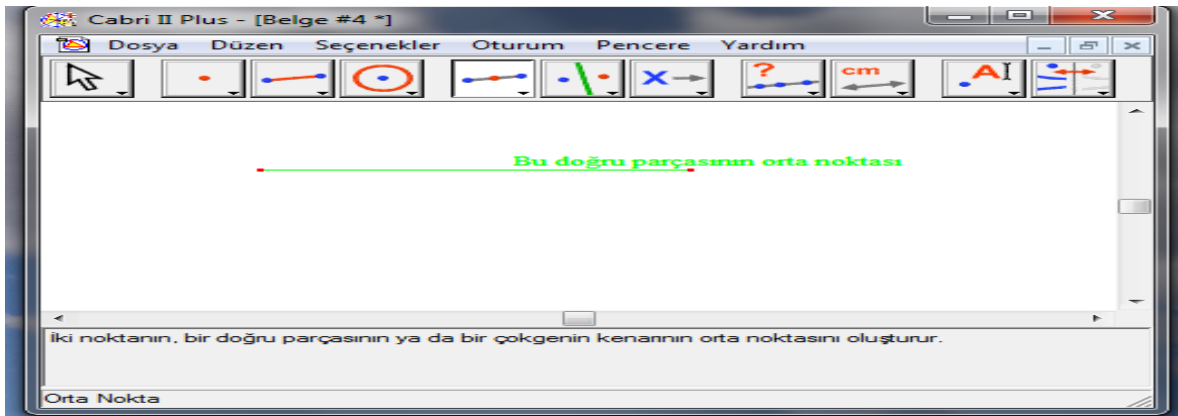 Cabri II Plus - [Belge #4 *]
Dosya Düzen Seçenekler Oturum Pencere Yardım
? cm A
Bu doğru parçasının orta noktası
İki noktanın, bir doğru parçasının ya da bir çokgenin kenarının orta noktasını oluşturur.
Orta Nokta